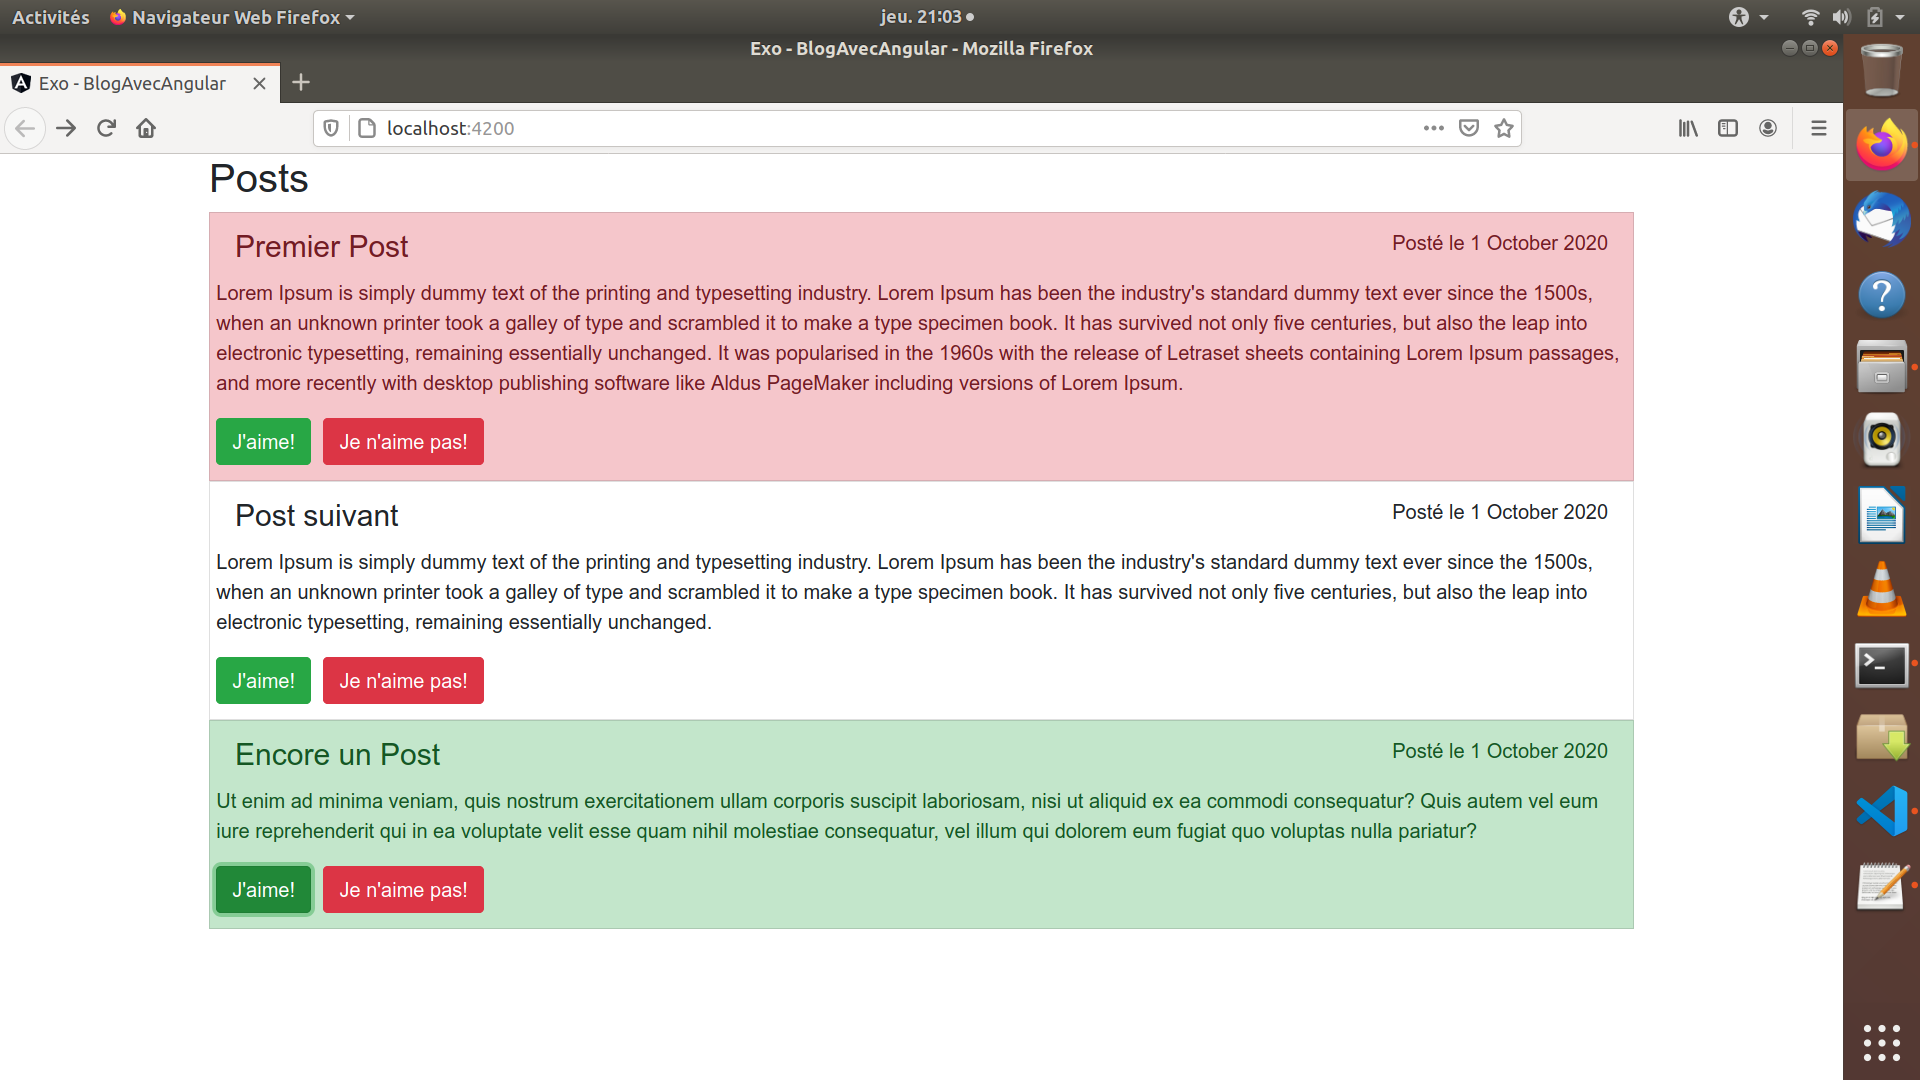 Activités Navigateur Web Firefox jeu. 21:03
Exo - BlogAvecAngular - Mozilla Firefox
Exo - BlogAvecAngular
localhost:4200
Posts
Premier Post Posté le 1 October 2020
Lorem Ipsum is simply dummy text of the printing and typesetting industry. Lorem Ipsum has been the industry's standard dummy text ever since the 1500s,
when an unknown printer took a galley of type and scrambled it to make a type specimen book. It has survived not only five centuries, but also the leap into
electronic typesetting, remaining essentially unchanged. It was popularised in the 1960s with the release of Letraset sheets containing Lorem Ipsum passages,
and more recently with desktop publishing software like Aldus PageMaker including versions of Lorem Ipsum.
J'aime! Je n'aime pas!
Post suivant Posté le 1 October 2020
Lorem Ipsum is simply dummy text of the printing and typesetting industry. Lorem Ipsum has been the industry's standard dummy text ever since the 1500s,
when an unknown printer took a galley of type and scrambled it to make a type specimen book. It has survived not only five centuries, but also the leap into
electronic typesetting, remaining essentially unchanged.
J'aime! Je n'aime pas!
Encore un Post Posté le 1 October 2020
Ut enim ad minima veniam, quis nostrum exercitationem ullam corporis suscipit laboriosam, nisi ut aliquid ex ea commodi consequatur? Quis autem vel eum
iure reprehenderit qui in ea voluptate velit esse quam nihil molestiae consequatur, vel illum qui dolorem eum fugiat quo voluptas nulla pariatur?
J'aime! Je n'aime pas!